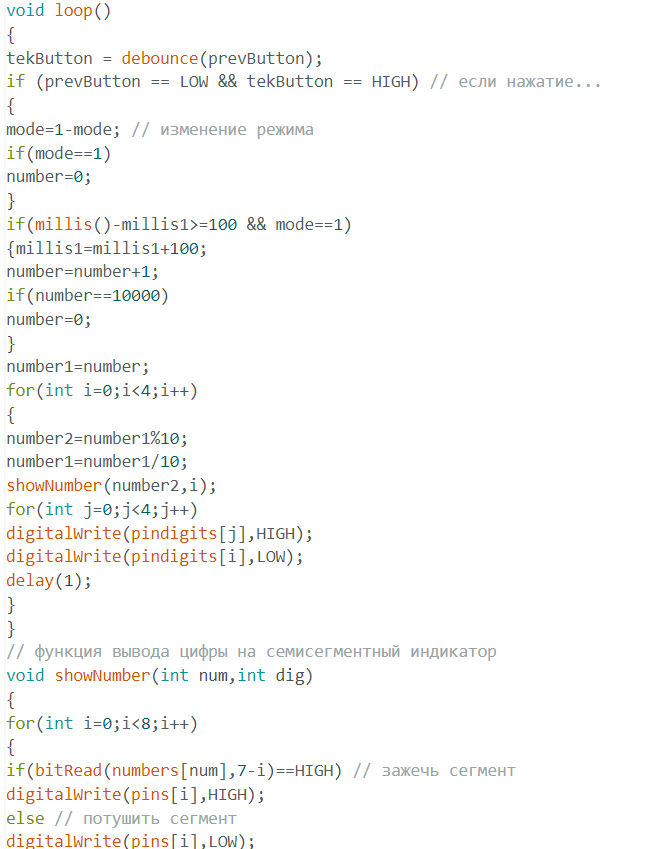 void loop()
{
tekButton = debounce(prevButton);
if (prevButton == LOW && tekButton == HIGH) // если нажатие...
{
mode=1-mode; // изменение режима
if(mode==1)
number=0;
}
if(millis()-millis1>=100 && mode==1)
{millis1=millis1+100;
number=number+1;
if(number==10000)
number=0;
}
number1=number;
for(int i=0;i<4;i++)
{
number2=number1%10;
number1=number1/10;
showNumber(number2,i);
for(int j=0;j<4;j++)
digitalWrite(pindigits[j],HIGH);
digitalWrite(pindigits[i],LOW);
delay(1);
}
}
// функция вывода цифры на семисегментный индикатор
void showNumber(int num,int dig)
{
for(int i=0;i<8;i++)
{
if(bitRead(numbers[num],7-i)==HIGH) // зажечь сегмент
digitalWrite(pins[i],HIGH);
else // потушить сегмент
digitalWrite(pins[i],LOW);